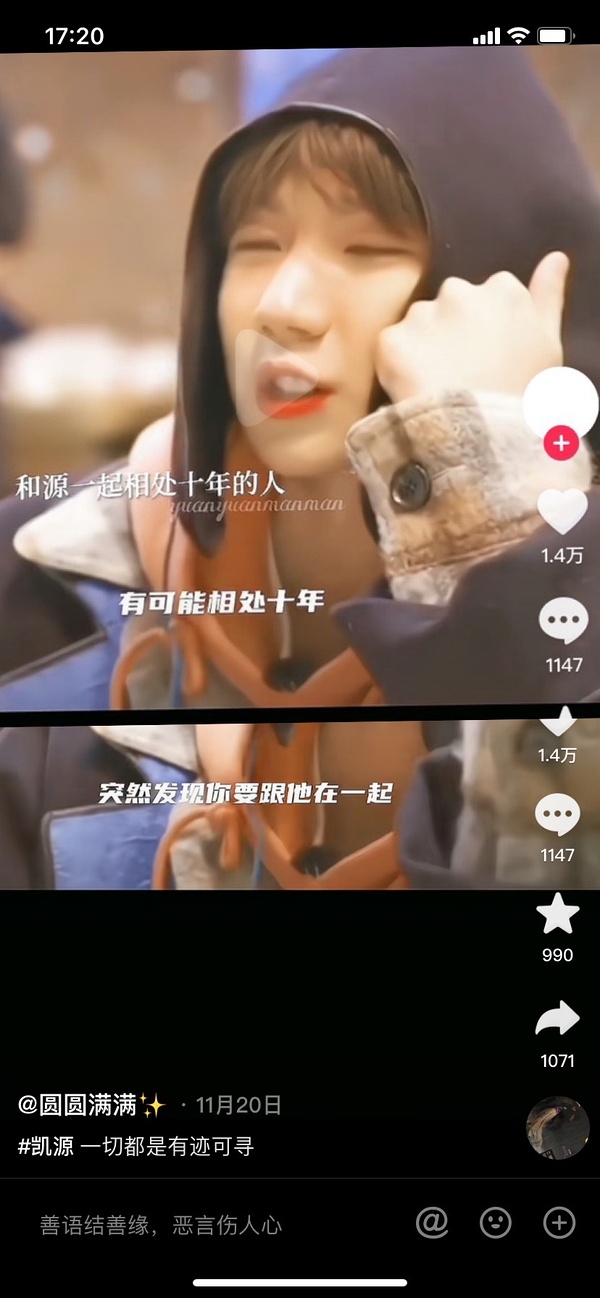 17:20
和源一起相处十年的人
yuanyuanmanman
有可能相处十年
1.4万
1147
突然发现你要跟他在一起
1.4万
1147
990
1071
@圆圆满满✨ · 11月20日
#凯源 一切都是有迹可寻
善语结善缘，恶言伤人心